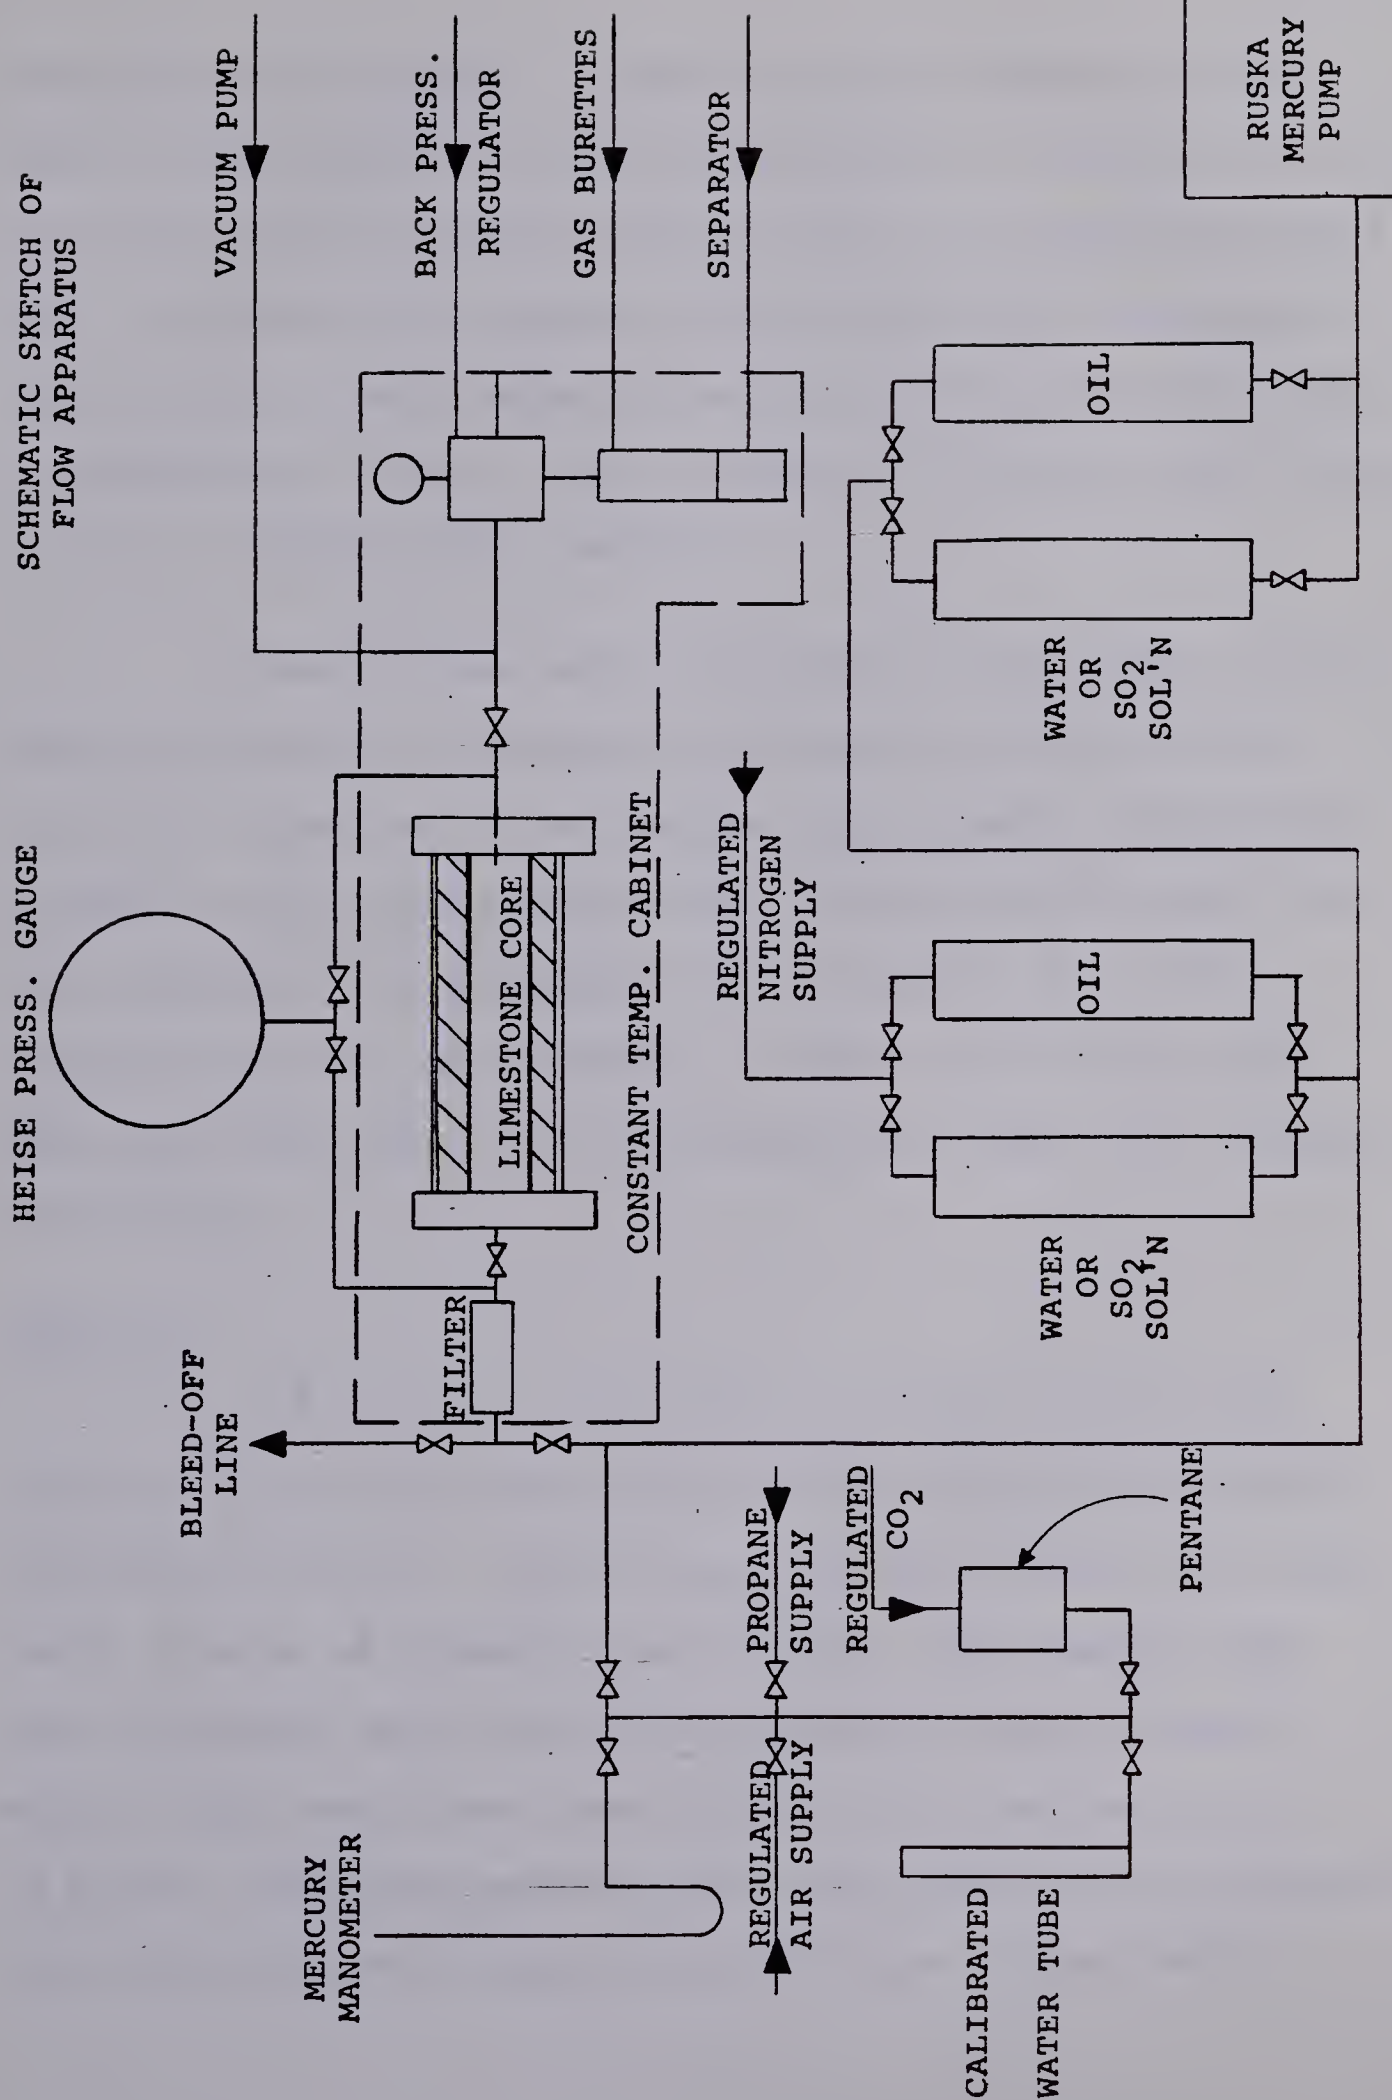 SCHEMATIC SKETCH OF
FLOW APPARATUS
HEISE PRESS. GAUGE
VACUUM PUMP
BACK PRESS.
REGULATOR
GAS BURETTES
SEPARATOR
BLEED-OFF
LINE
FILTER
LIMESTONE CORE
CONSTANT TEMP. CABINET
MERCURY
MANOMETER
REGULATED
AIR SUPPLY
PROPANE
SUPPLY
REGULATED
CO2
PENTANE
CALIBRATED
WATER TUBE
REGULATED
NITROGEN
SUPPLY
OIL
WATER
OR
SO2
SOL'N
OIL
WATER
OR
SO2
SOL'N
RUSKA
MERCURY
PUMP